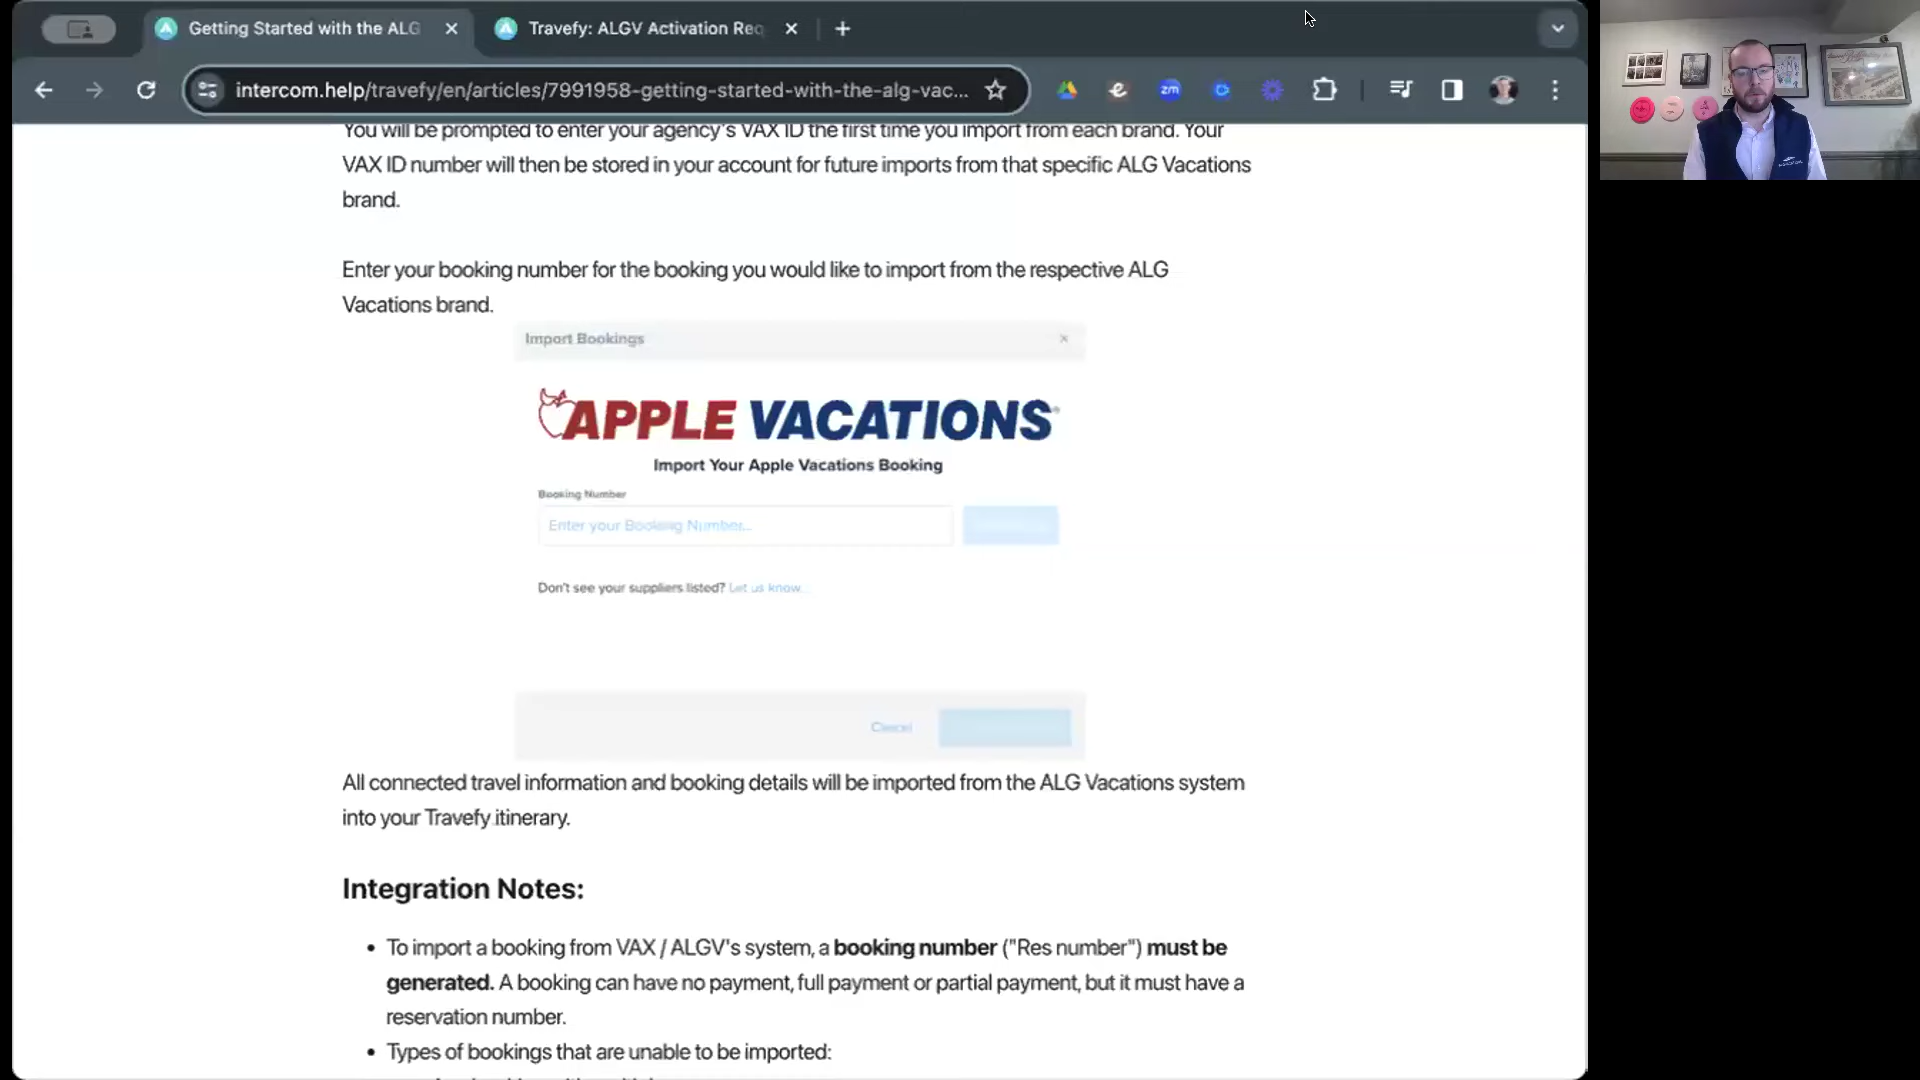 Getting Started with the ALG
Travefy: ALGV Activation Req
intercom.help/travefy/en/articles/7991958-getting-started-with-the-alg-vac...
zm
You will be prompted to enter your agency's VAX ID the first time you import from each brand. Your
VAX ID number will then be stored in your account for future imports from that specific ALG Vacations
brand.
Enter your booking number for the booking you would like to import from the respective ALG
Vacations brand.
Import Bookings
APPLE VACATIONS
Import Your Apple Vacations Booking
Booking Number
Enter your Booking Number...
Don't see your suppliers listed? Let us know...
Cancel
All connected travel information and booking details will be imported from the ALG Vacations system
into your Travefy itinerary.
Integration Notes:
• To import a booking from VAX / ALGV's system, a booking number ("Res number") must be
generated. A booking can have no payment, full payment or partial payment, but it must have a
reservation number.
• Types of bookings that are unable to be imported: